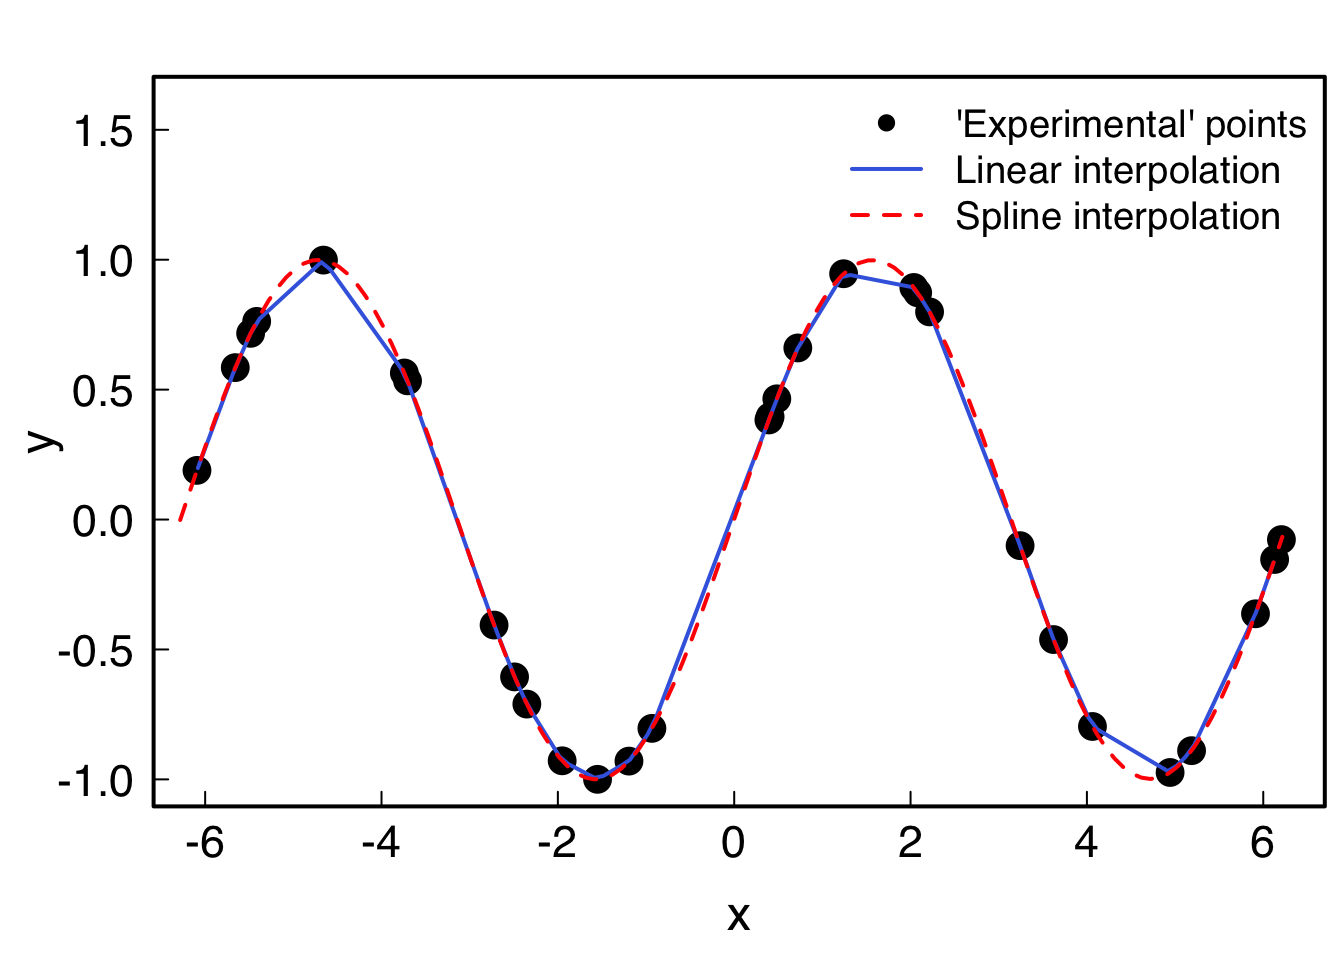 'Experimental' points
Linear interpolation
Spline interpolation
1.5
1.0
0.5
0.0
-0.5
-1.0
y
-6 -4 -2 0 2 4 6
x